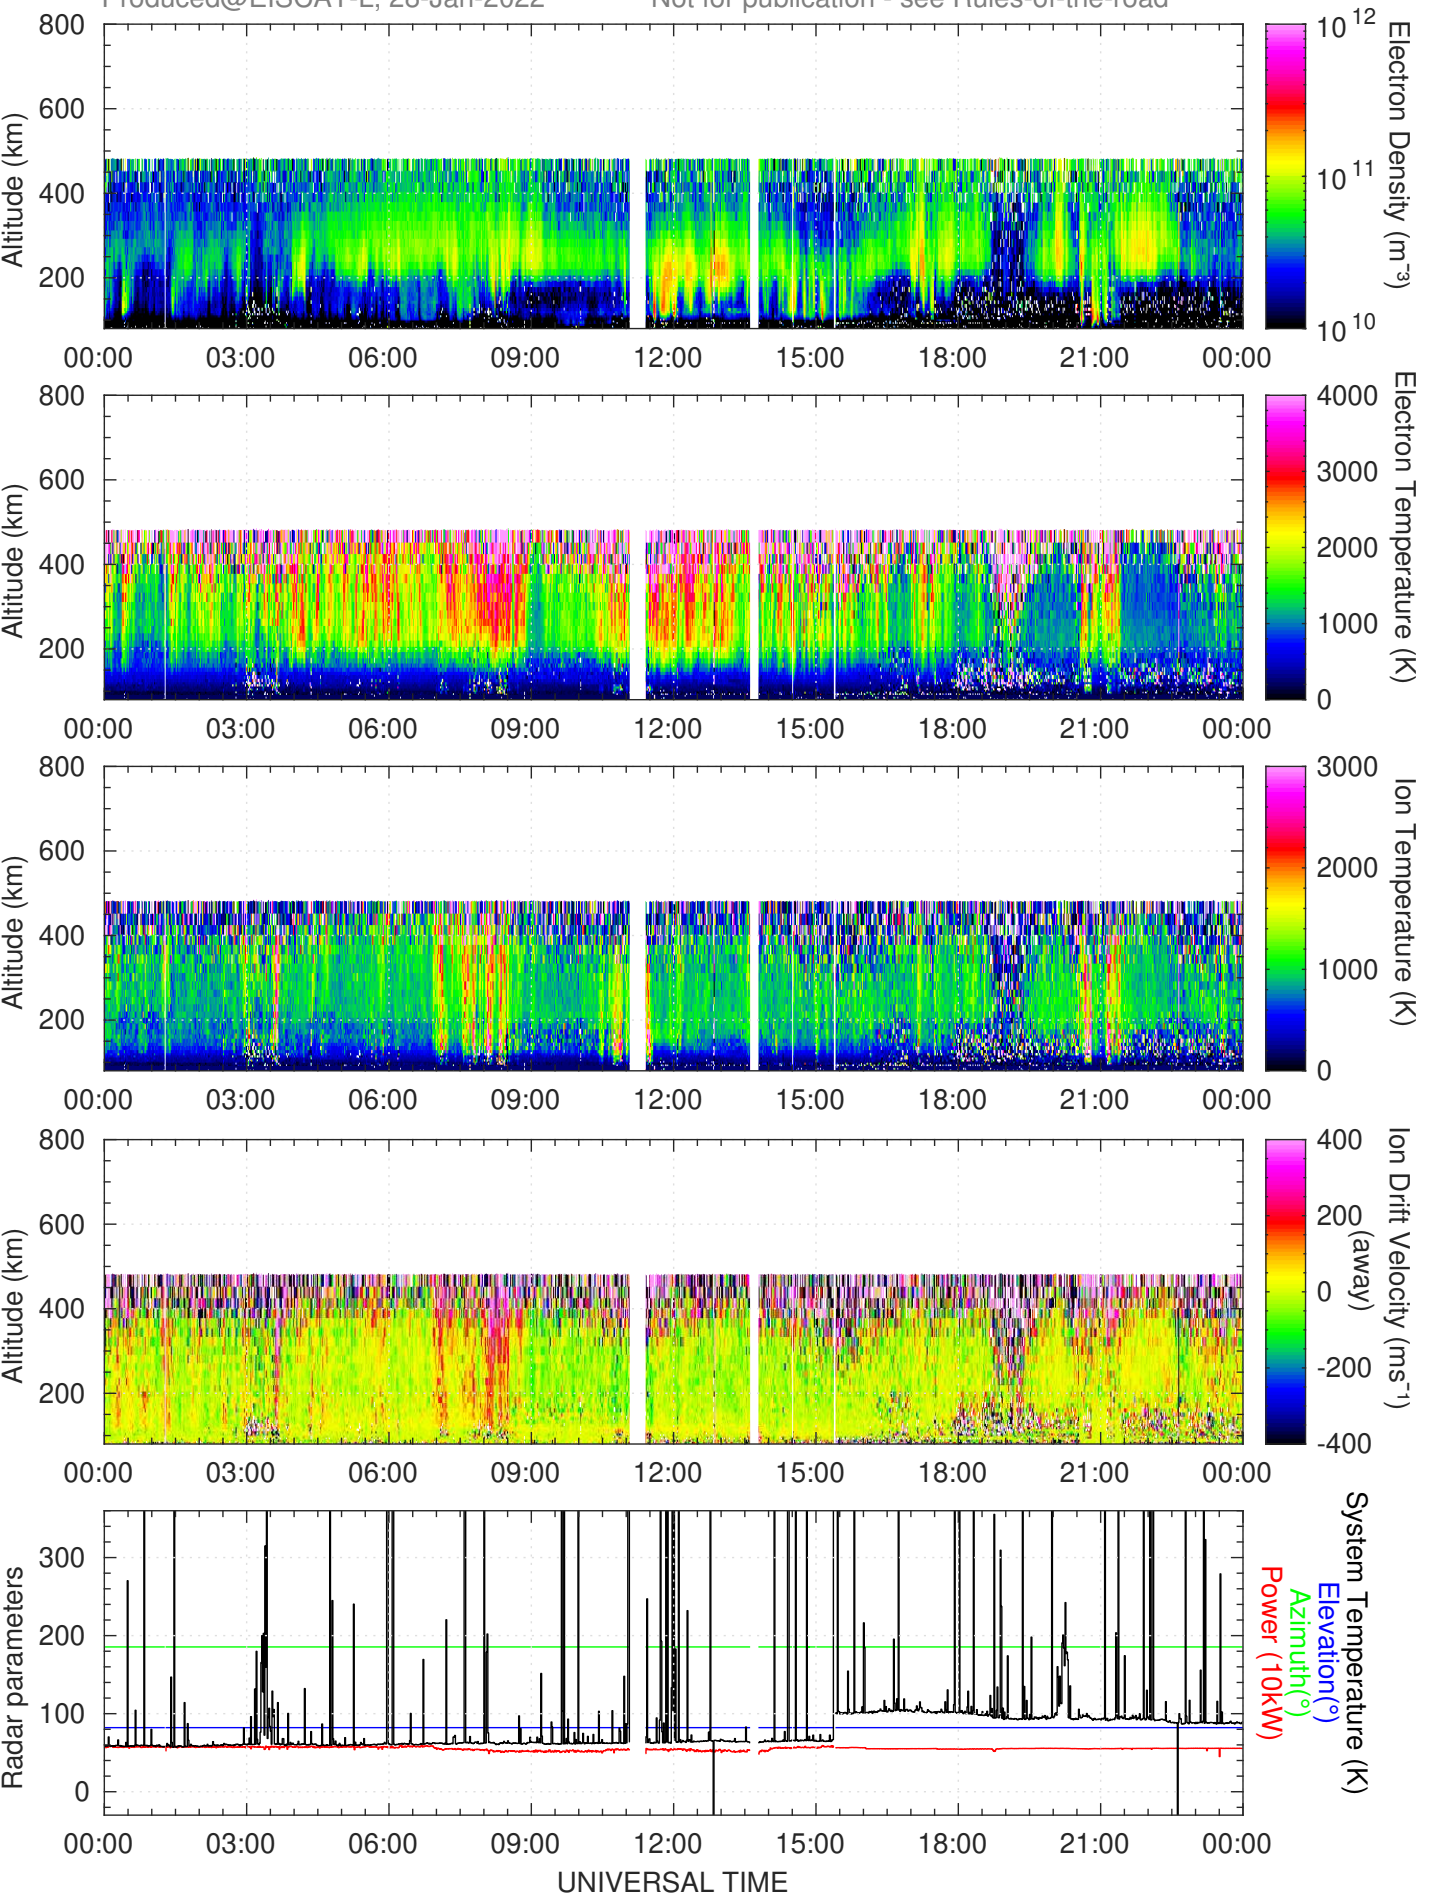 Produced@EISCAT-L, 28-Jan-2022 Not for publication - see Rules-of-the-road
800
600
400
200
Altitude (km)
00:00 03:00 06:00 09:00 12:00 15:00 18:00 21:00 00:00
10^12
10^11
10^10
Electron Density (m⁻³)
800
600
400
200
Altitude (km)
00:00 03:00 06:00 09:00 12:00 15:00 18:00 21:00 00:00
4000
3000
2000
1000
0
Electron Temperature (K)
800
600
400
200
Altitude (km)
00:00 03:00 06:00 09:00 12:00 15:00 18:00 21:00 00:00
3000
2000
1000
0
Ion Temperature (K)
800
600
400
200
Altitude (km)
00:00 03:00 06:00 09:00 12:00 15:00 18:00 21:00 00:00
400
200
0
-200
-400
Ion Drift Velocity (ms⁻¹)
(away)
300
200
100
0
Radar parameters
00:00 03:00 06:00 09:00 12:00 15:00 18:00 21:00 00:00
UNIVERSAL TIME
System Temperature (K)
Elevation(°)
Azimuth(°)
Power (10kW)